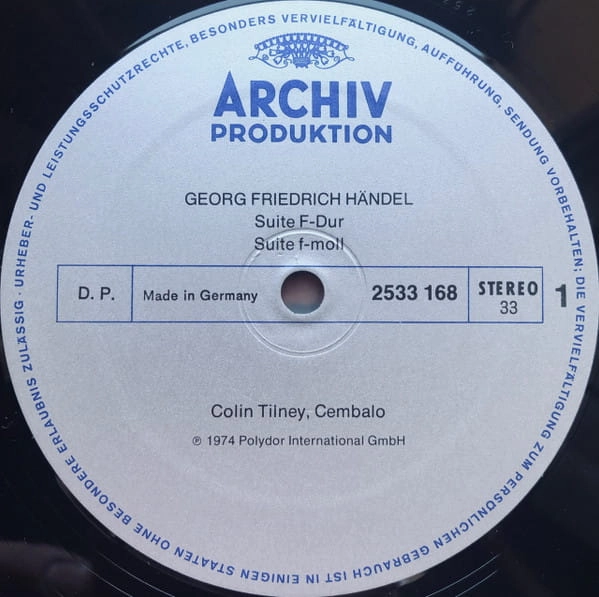 URHEBER- UND LEISTUNGSSCHUTZRECHTE, BESONDERS VERVIELFÄLTIGUNG, AUFFÜHRUNG, SENDUNG VORBEHALTEN; DIE VERVIELFÄLTIGUNG ZUM PERSÖNLICHEN GEBRAUCH IST IN EINIGEN STAATEN OHNE BESONDERE ERLAUBNIS ZULÄSSIG ·
ARCHIV
PRODUKTION
GEORG FRIEDRICH HÄNDEL
Suite F-Dur
Suite f-moll
D. P. Made in Germany 2533 168 STEREO 33 1
Colin Tilney, Cembalo
℗ 1974 Polydor International GmbH